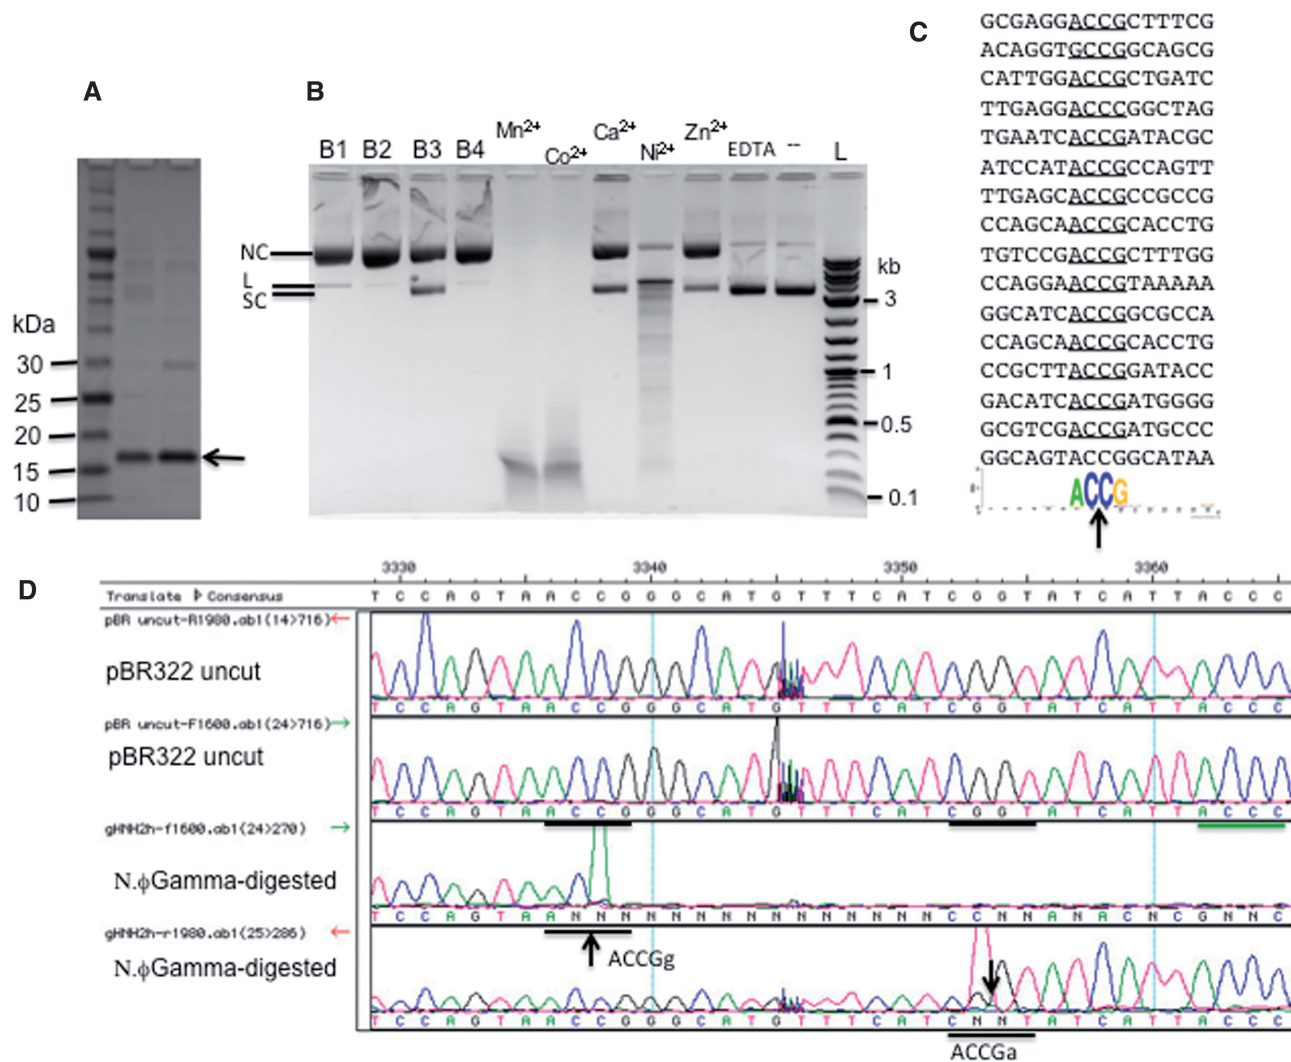 A
kDa
30
25
20
15
10
B
B1 B2 B3 B4 Mn2+ Co2+ Ca2+ Ni2+ Zn2+ EDTA -- L
NC
L
SC
kb
3
1
0.5
0.1
C
GCGAGGACCGCTTTCG
ACAGGTGCCGGCAGCG
CATTGGACCGCTGATC
TTGAGGACCCGGCTAG
TGAATCACCGATACGC
ATCCATACCGCCAGTT
TTGAGCACCGCCGCCG
CCAGCAACCGCACCTG
TGTCCGACCGCTTTGG
CCAGGAACCGTAAAAA
GGCATCACCGGCGCCA
CCAGCAACCGCACCTG
CCGCTTACCGGATACC
GACATCACCGATGGGG
GCGTCGACCGATGCCC
GGCAGTACCGGCATAA
ACCG
D
3330 3340 3350 3360
Translate Consensus T C C A G T A A C C G G G C A T G T T T C A T C G G T A T C A T T A C C C
pBR uncut-R1980.ab1(14>716)
pBR322 uncut
T C C A G T A A C C G G G C A T G T T T C A T C G G T A T C A T T A C C C
pBR uncut-F1600.ab1(24>716)
pBR322 uncut
T C C A G T A A C C G G G C A T G T T T C A T C G G T A T C A T T A C C C
gHNH2h-f1600.ab1(24>270)
N.ϕGamma-digested
T C C A G T A A N N N N N N N N N N N N N N N C C N N A N A C N C G N N C
gHNH2h-r1980.ab1(25>286)
ACCGg
N.ϕGamma-digested
T C C A G T A A C C G G G C A T G T T T C A T C N N T A T C A T T A C C C
ACCGa